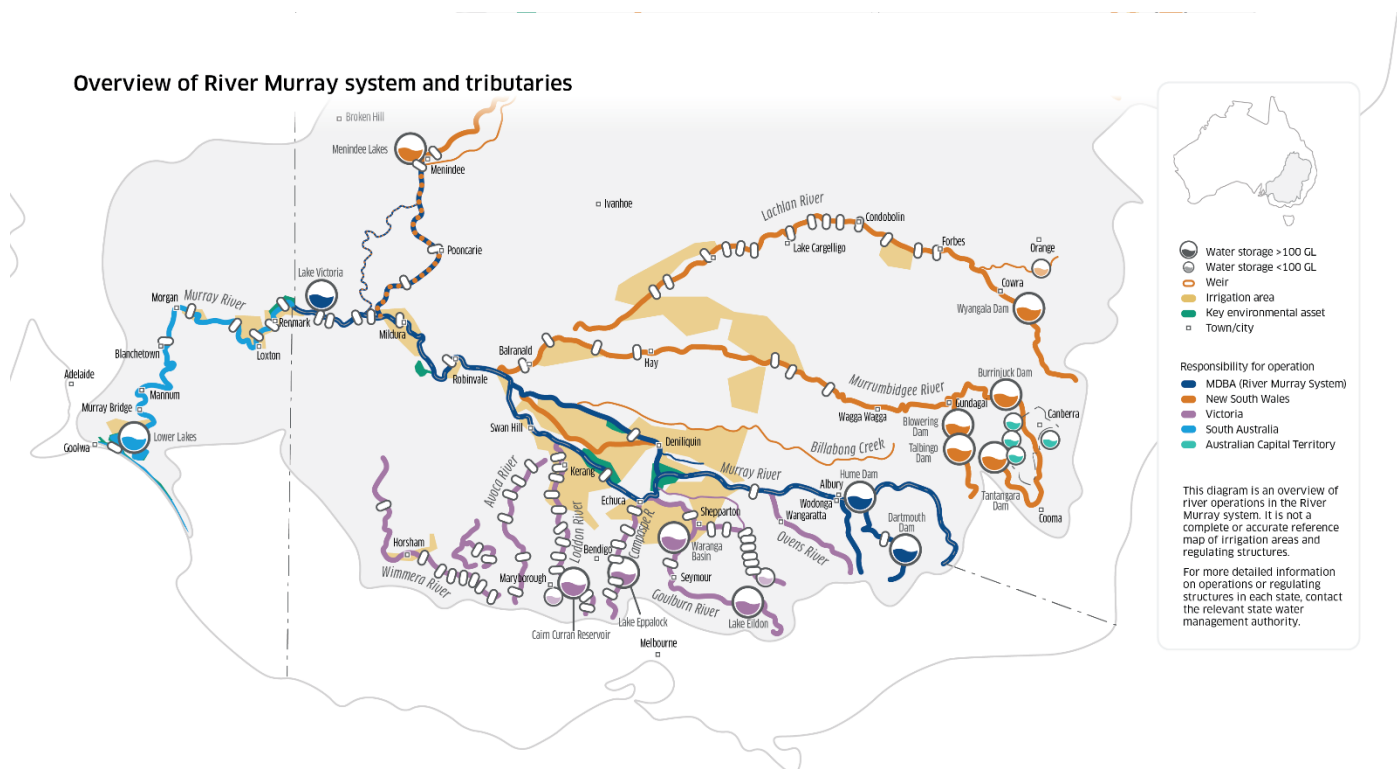 Overview of River Murray system and tributaries
Broken Hill
Menindee Lakes
Menindee
Ivanhoe
Lachlan River
Condobolin
Lake Cargelligo
Forbes
Orange
Cowra
Wyangala Dam
Pooncarie
Lake Victoria
Morgan
Murray River
Renmark
Loxton
Mildura
Blanchetown
Adelaide
Mannum
Murray Bridge
Goolwa
Lower Lakes
Robinvale
Balranald
Hay
Murrumbidgee River
Wagga Wagga
Gundagai
Burrinjuck Dam
Blowering
Dam
Talbingo
Dam
Canberra
Tantangara
Dam
Cooma
Swan Hill
Deniliquin
Billabong Creek
Murray River
Kerang
Echuca
Avoca River
Loddon River
Campaspe R.
Shepparton
Waranga
Basin
Bendigo
Seymour
Goulburn River
Lake Eildon
Ovens River
Wangaratta
Wodonga
Albury
Hume Dam
Dartmouth
Dam
Horsham
Wimmera River
Maryborough
Cairn Curran Reservoir
Lake Eppalock
Melbourne
Water storage >100 GL
Water storage <100 GL
Weir
Irrigation area
Key environmental asset
Town/city
Responsibility for operation
MDBA (River Murray System)
New South Wales
Victoria
South Australia
Australian Capital Territory
This diagram is an overview of
river operations in the River
Murray system. It is not a
complete or accurate reference
map of irrigation areas and
regulating structures.
For more detailed information
on operations or regulating
structures in each state, contact
the relevant state water
management authority.